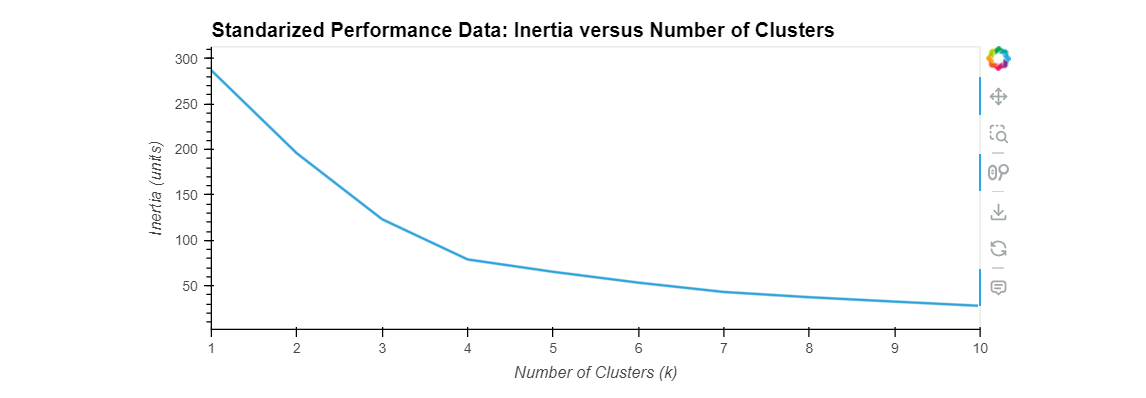 Standarized Performance Data: Inertia versus Number of Clusters
300
250
200
150
100
50
Inertia (units)
1 2 3 4 5 6 7 8 9 10
Number of Clusters (k)